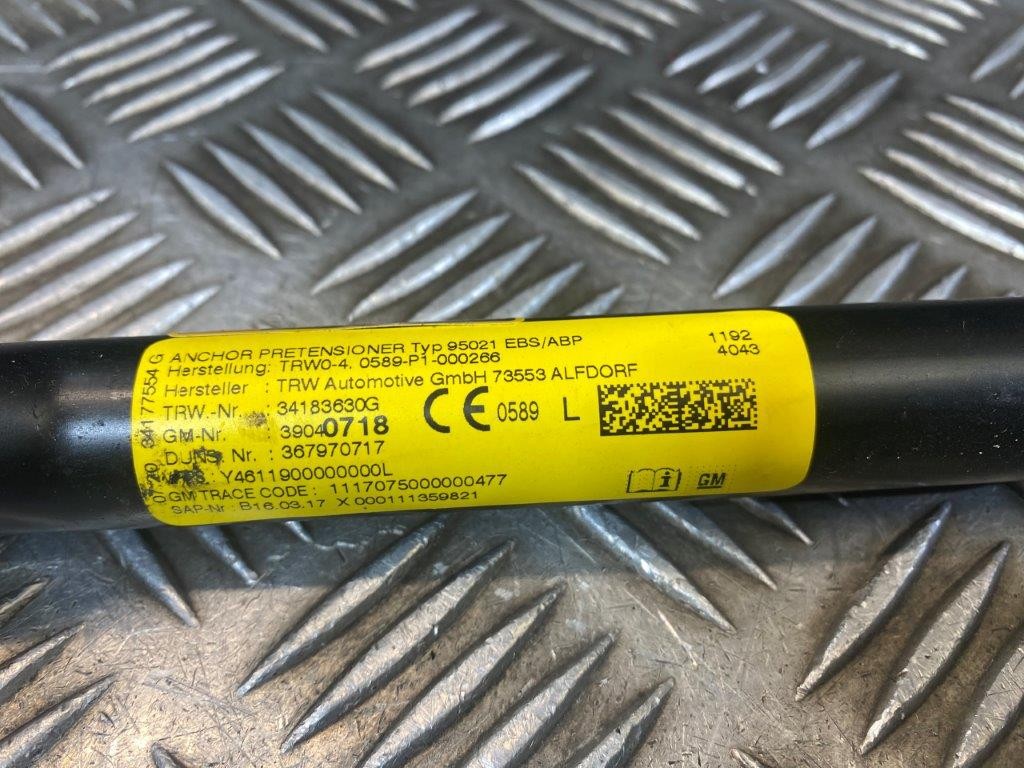 ANCHOR PRETENSIONER Typ 95021 EBS/ABP
Herstellung: TRW0-4. 0589-P1-000266
Hersteller : TRW Automotive GmbH 73553 ALFDORF
TRW.-Nr. : 34183630G
GM-Nr. : 39040718
DUNS Nr. : 367970717
: Y4611900000000L
GM TRACE CODE : 1117075000000477
SAP-Nr : B16.03.17 X 000111359821
34177554 G
CE 0589 L
1192
4043
GM